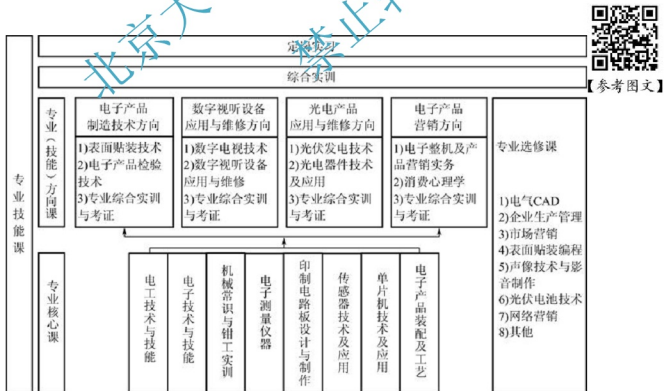 北京大
禁止
【参考图文】
定岗实习
综合实训
专业技能课
专业（技能）方向课
电子产品
制造技术方向
1)表面贴装技术
2)电子产品检验
技术
3)专业综合实训
与考证
数字视听设备
应用与维修方向
1)数字电视技术
2)数字视听设备
应用与维修
3)专业综合实训
与考证
光电产品
应用与维修方向
1)光伏发电技术
2)光电器件技术
及应用
3)专业综合实训
与考证
电子产品
营销方向
1)电子整机及产
品营销实务
2)消费心理学
3)专业综合实训
与考证
专业选修课
1)电气CAD
2)企业生产管理
3)市场营销
4)表面贴装编程
5)声像技术与影
音制作
6)光伏电池技术
7)网络营销
8)其他
专业核心课
电工技术与技能
电子技术与技能
机械常识与钳工实训
电子测量仪器
印制电路板设计与制作
传感器技术及应用
单片机技术及应用
电子产品装配及工艺